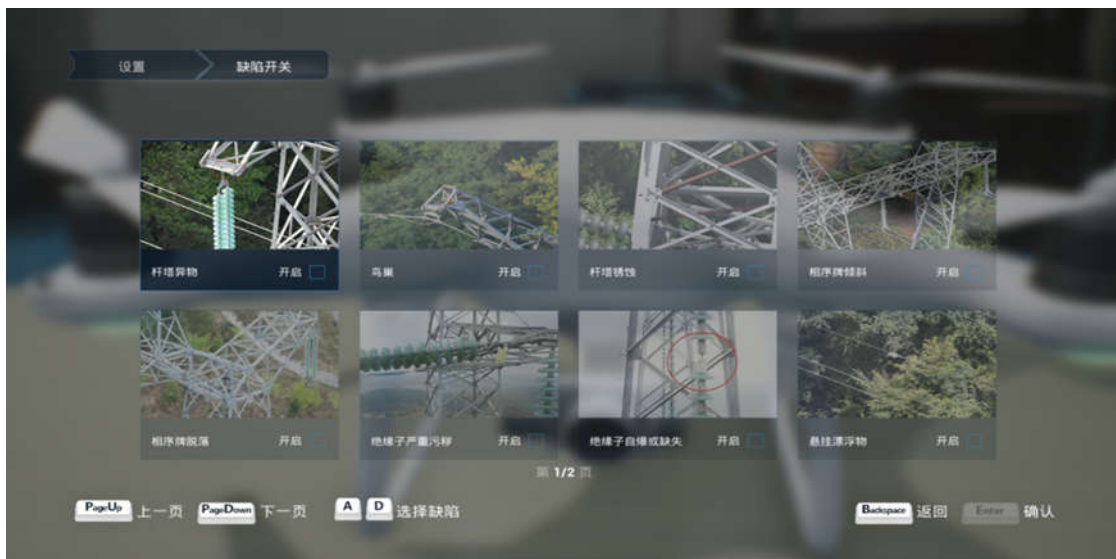 设置 缺陷开关
杆塔异物 开启
鸟巢 开启
杆塔锈蚀 开启
相序牌倾斜 开启
相序牌脱落 开启
绝缘子严重污秽 开启
绝缘子自爆或缺失 开启
悬挂漂浮物 开启
第 1/2 页
PageUp 上一页 PageDown 下一页 A D 选择缺陷 Backspace 返回 Enter 确认